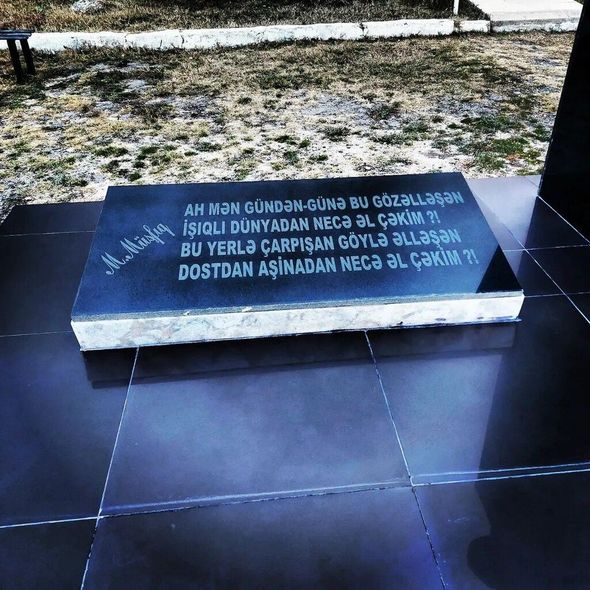 M. Müşfiq
AH MƏN GÜNDƏN-GÜNƏ BU GÖZƏLLƏŞƏN
İŞIQLI DÜNYADAN NECƏ ƏL ÇƏKİM ?!
BU YERLƏ ÇARPIŞAN GÖYLƏ ƏLLƏŞƏN
DOSTDAN AŞİNADAN NECƏ ƏL ÇƏKİM ?!